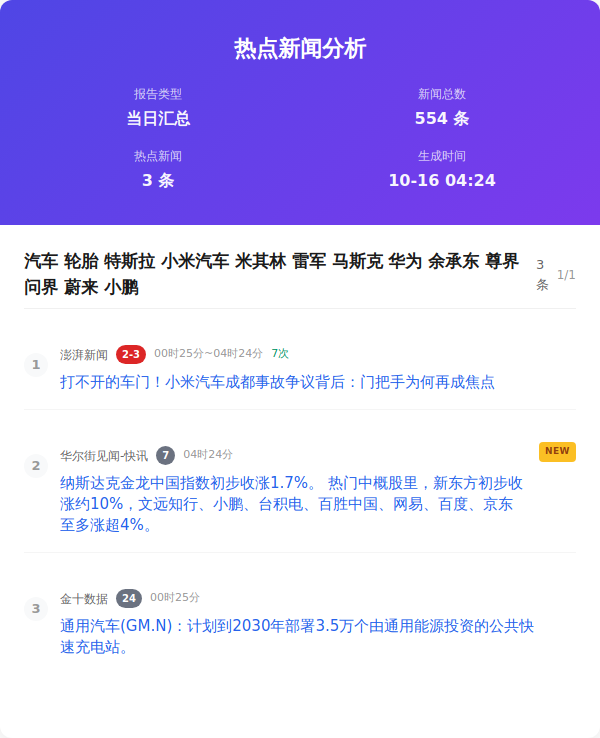 热点新闻分析
报告类型
新闻总数
当日汇总
554 条
热点新闻
生成时间
3 条
10-16 04:24
汽车 轮胎 特斯拉 小米汽车 米其林 雷军 马斯克 华为 余承东 尊界
问界 蔚来 小鹏
3
条
1/1
1
澎湃新闻 2-3 00时25分~04时24分 7次
打不开的车门！小米汽车成都事故争议背后：门把手为何再成焦点
2
华尔街见闻-快讯 7 04时24分
NEW
纳斯达克金龙中国指数初步收涨1.7%。 热门中概股里，新东方初步收
涨约10%，文远知行、小鹏、台积电、百胜中国、网易、百度、京东
至多涨超4%。
3
金十数据 24 00时25分
通用汽车(GM.N)：计划到2030年部署3.5万个由通用能源投资的公共快
速充电站。